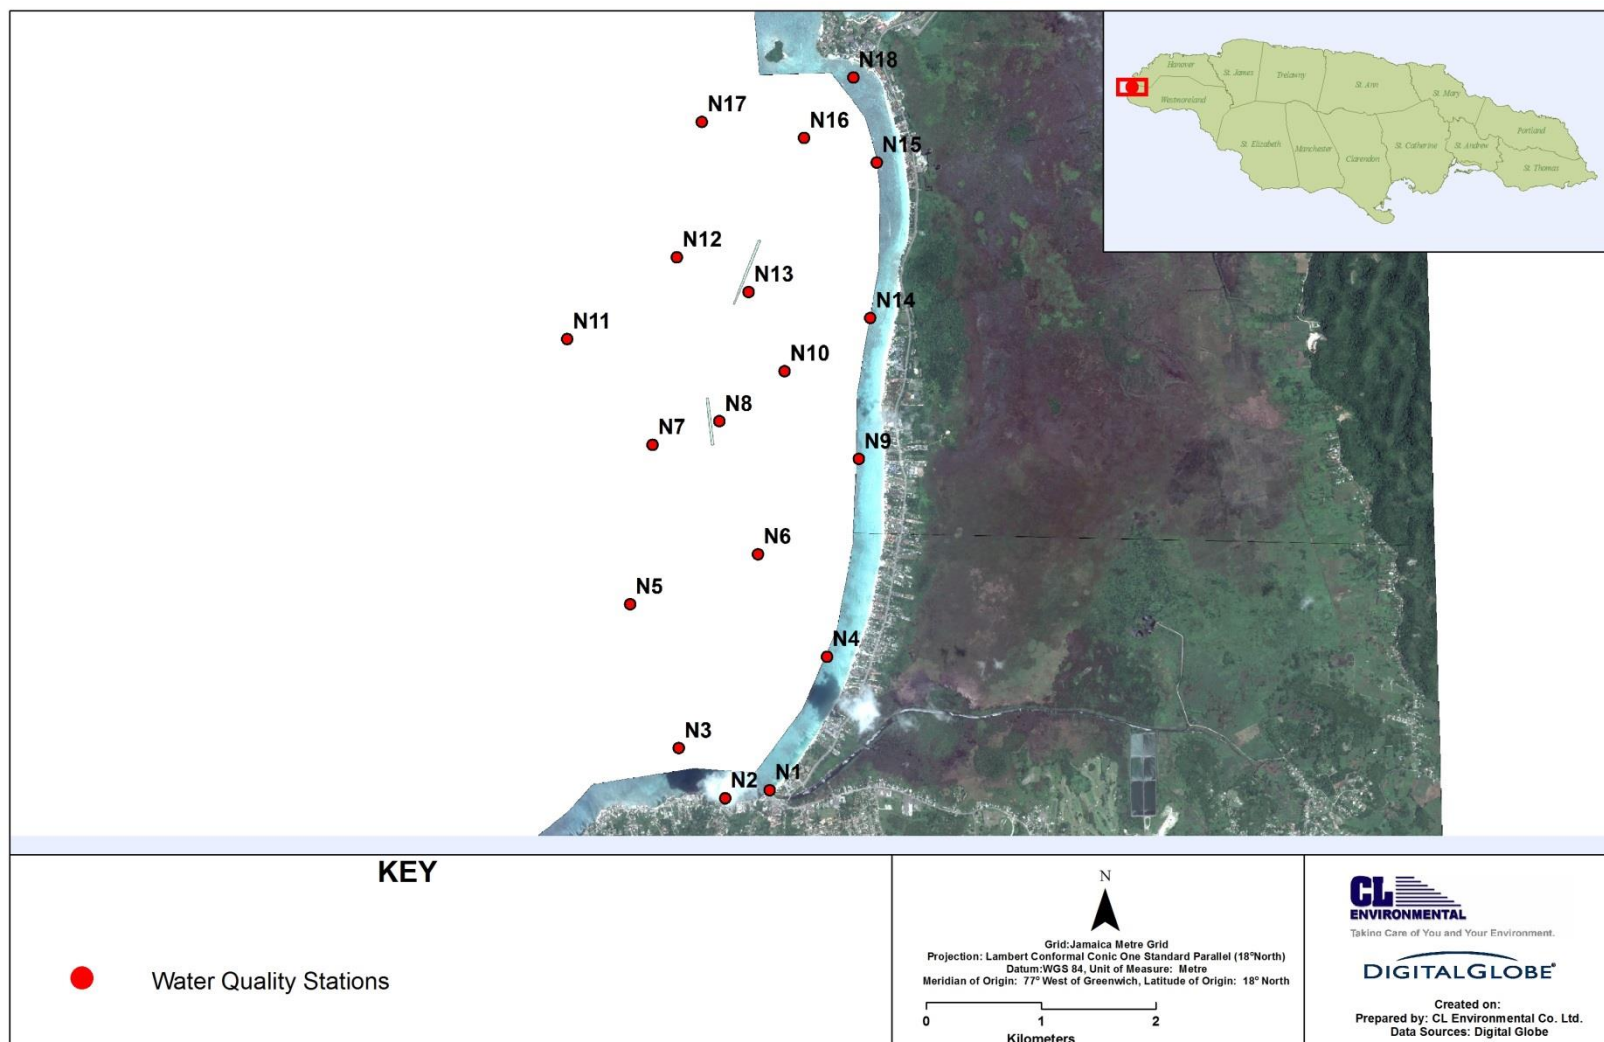 N18
N17
N16
N15
N12
N13
N14
N11
N10
N8
N7
N9
N6
N5
N4
N3
N2
N1
Hanover
St. James
Trelawny
St. Ann
St. Mary
Westmoreland
Portland
St. Elizabeth
Manchester
Clarendon
St. Catherine
St. Andrew
St. Thomas
KEY
Water Quality Stations
N
Grid:Jamaica Metre Grid
Projection: Lambert Conformal Conic One Standard Parallel (18°North)
Datum:WGS 84, Unit of Measure: Metre
Meridian of Origin: 77° West of Greenwich, Latitude of Origin: 18° North
0 1 2
Kilometers
CL
ENVIRONMENTAL
Taking Care of You and Your Environment.
DIGITALGLOBE®
Created on:
Prepared by: CL Environmental Co. Ltd.
Data Sources: Digital Globe